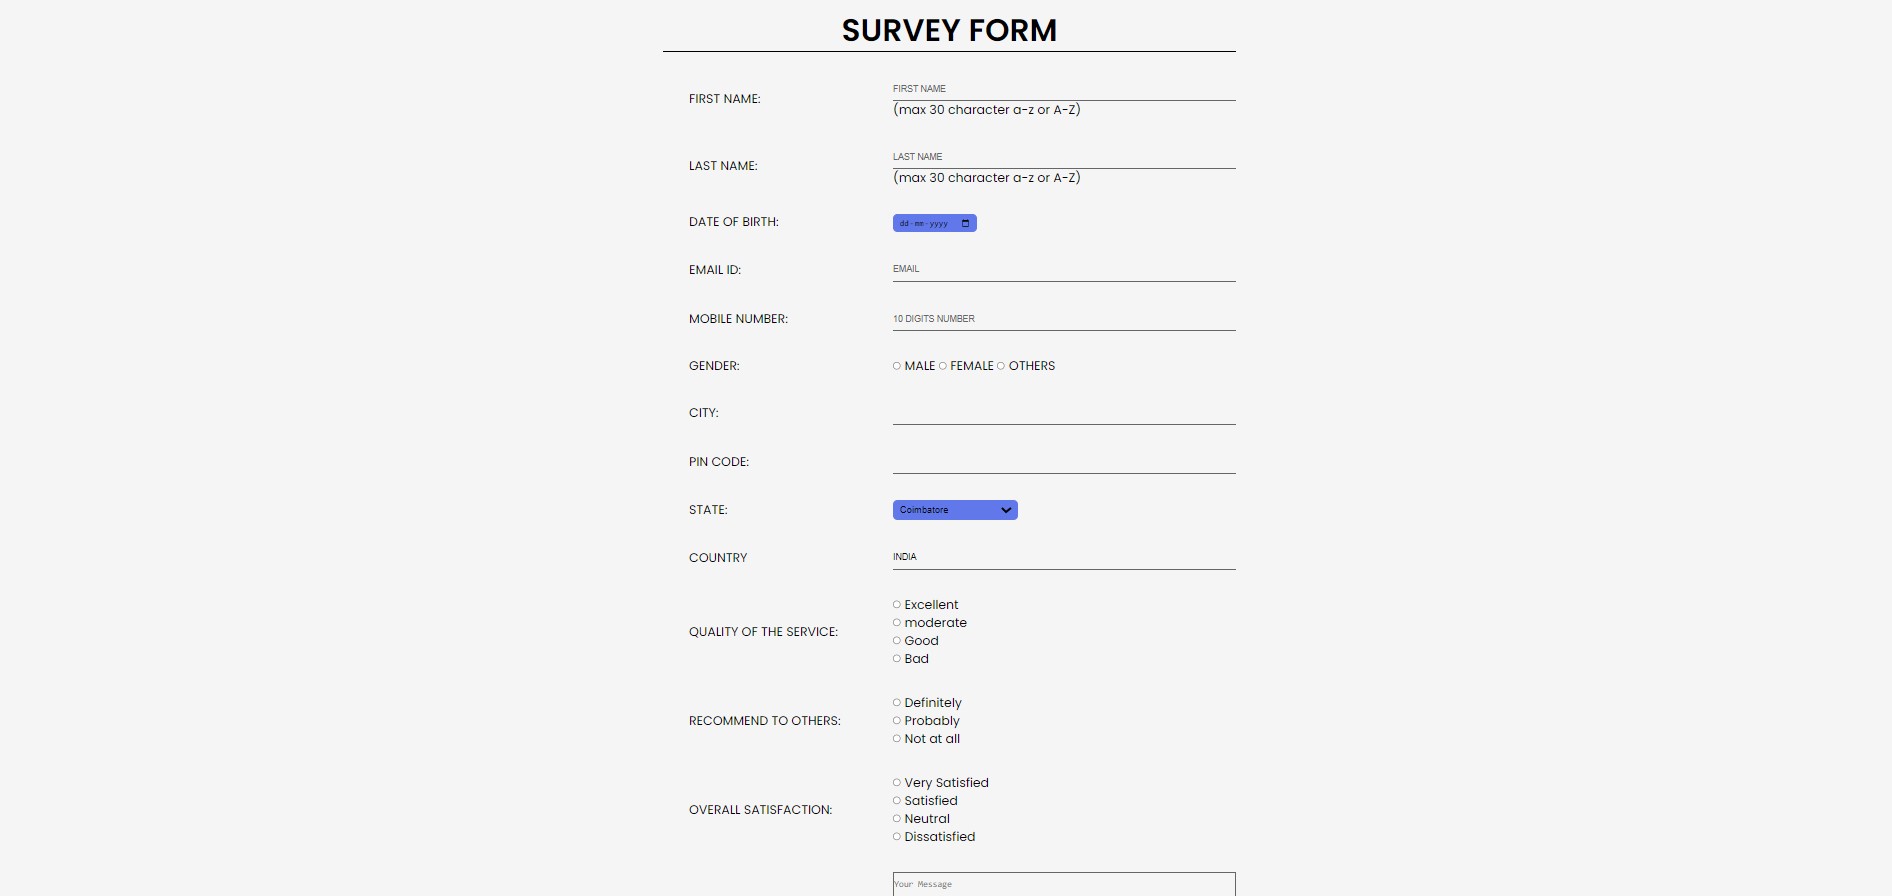 SURVEY FORM
FIRST NAME:
FIRST NAME
(max 30 character a-z or A-Z)
LAST NAME:
LAST NAME
(max 30 character a-z or A-Z)
DATE OF BIRTH:
dd-mm-yyyy
EMAIL ID:
EMAIL
MOBILE NUMBER:
10 DIGITS NUMBER
GENDER:
MALE FEMALE OTHERS
CITY:
PIN CODE:
STATE:
Coimbatore
COUNTRY
INDIA
QUALITY OF THE SERVICE:
Excellent
moderate
Good
Bad
RECOMMEND TO OTHERS:
Definitely
Probably
Not at all
OVERALL SATISFACTION:
Very Satisfied
Satisfied
Neutral
Dissatisfied
Your Message